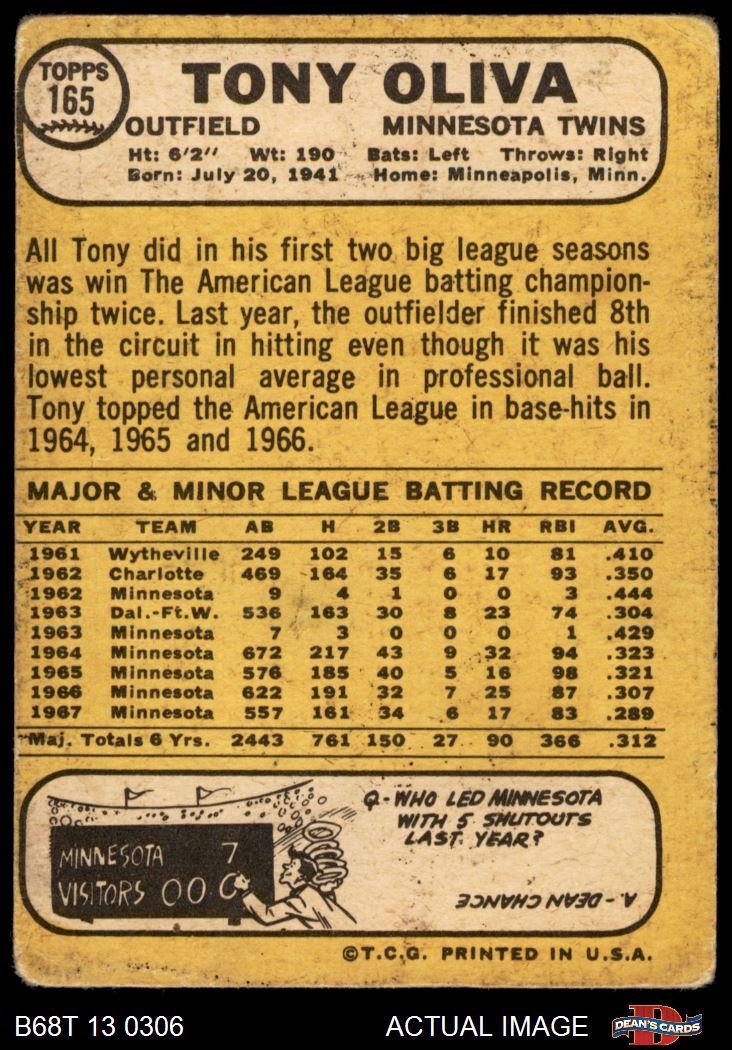 TOPPS
165
TONY OLIVA
OUTFIELD MINNESOTA TWINS
Ht: 6'2" Wt: 190 Bats: Left Throws: Right
Born: July 20, 1941 Home: Minneapolis, Minn.
All Tony did in his first two big league seasons
was win The American League batting champion-
ship twice. Last year, the outfielder finished 8th
in the circuit in hitting even though it was his
lowest personal average in professional ball.
Tony topped the American League in base-hits in
1964, 1965 and 1966.
MAJOR & MINOR LEAGUE BATTING RECORD
YEAR TEAM AB H 2B 3B HR RBI AVG.
1961 Wytheville 249 102 15 6 10 81 .410
1962 Charlotte 469 164 35 6 17 93 .350
1962 Minnesota 9 4 1 0 0 3 .444
1963 Dal.-Ft.W. 536 163 30 8 23 74 .304
1963 Minnesota 7 3 0 0 0 1 .429
1964 Minnesota 672 217 43 9 32 94 .323
1965 Minnesota 576 185 40 5 16 98 .321
1966 Minnesota 622 191 32 7 25 87 .307
1967 Minnesota 557 161 34 6 17 83 .289
Maj. Totals 6 Yrs. 2443 761 150 27 90 366 .312
MINNESOTA 7
VISITORS 0 0 0
Q-WHO LED MINNESOTA
WITH 5 SHUTOUTS
LAST YEAR?
A.-DEAN CHANCE
©T.C.G. PRINTED IN U.S.A.
B68T 13 0306 ACTUAL IMAGE
D
DEAN'S CARDS